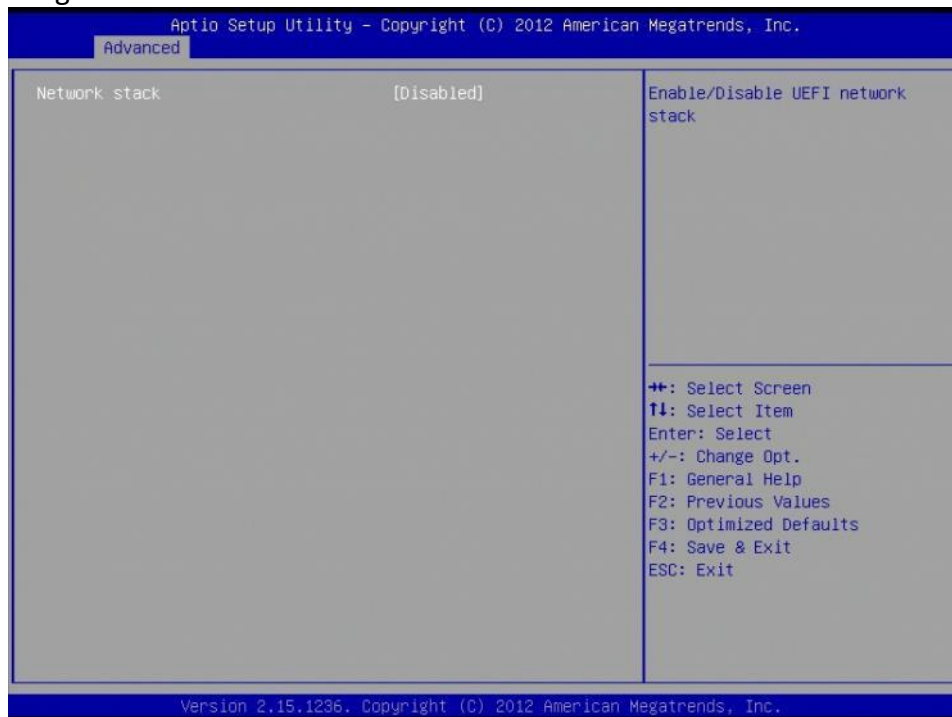 Aptio Setup Utility – Copyright (C) 2012 American Megatrends, Inc.
Advanced
Network stack [Disabled]
Enable/Disable UEFI network
stack
→←: Select Screen
↑↓: Select Item
Enter: Select
+/-: Change Opt.
F1: General Help
F2: Previous Values
F3: Optimized Defaults
F4: Save & Exit
ESC: Exit
Version 2.15.1236. Copyright (C) 2012 American Megatrends, Inc.